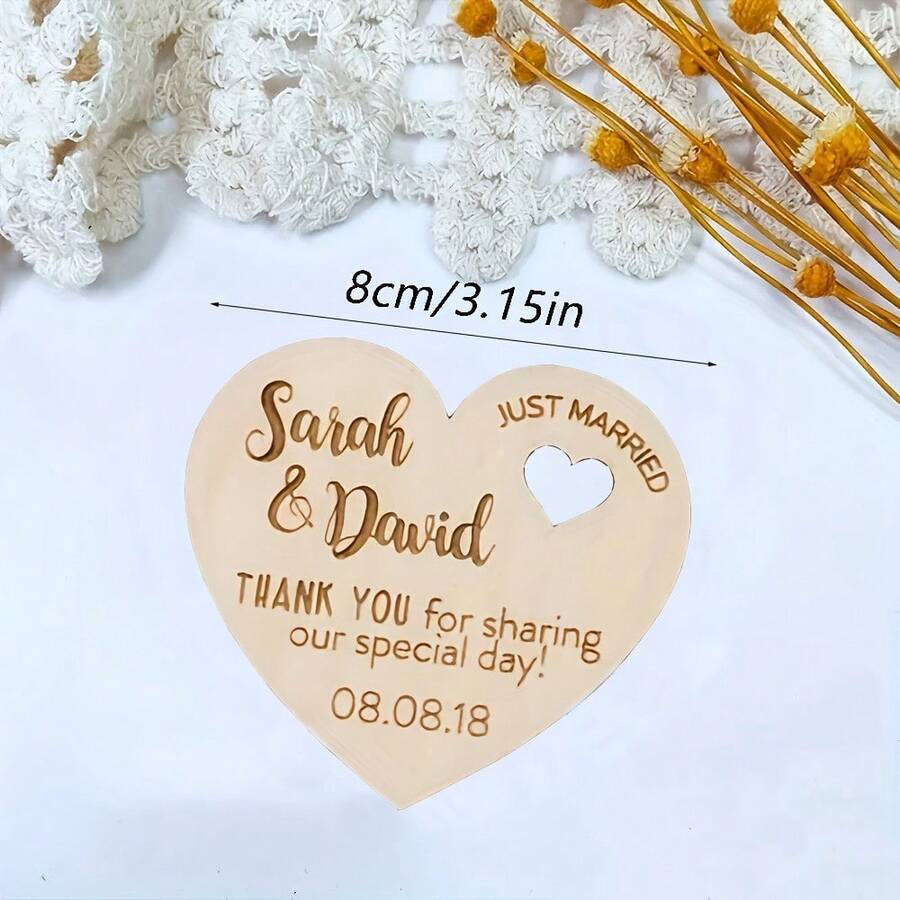 8cm/3.15in
JUST MARRIED
Sarah
& David
THANK YOU for sharing
our special day!
08.08.18